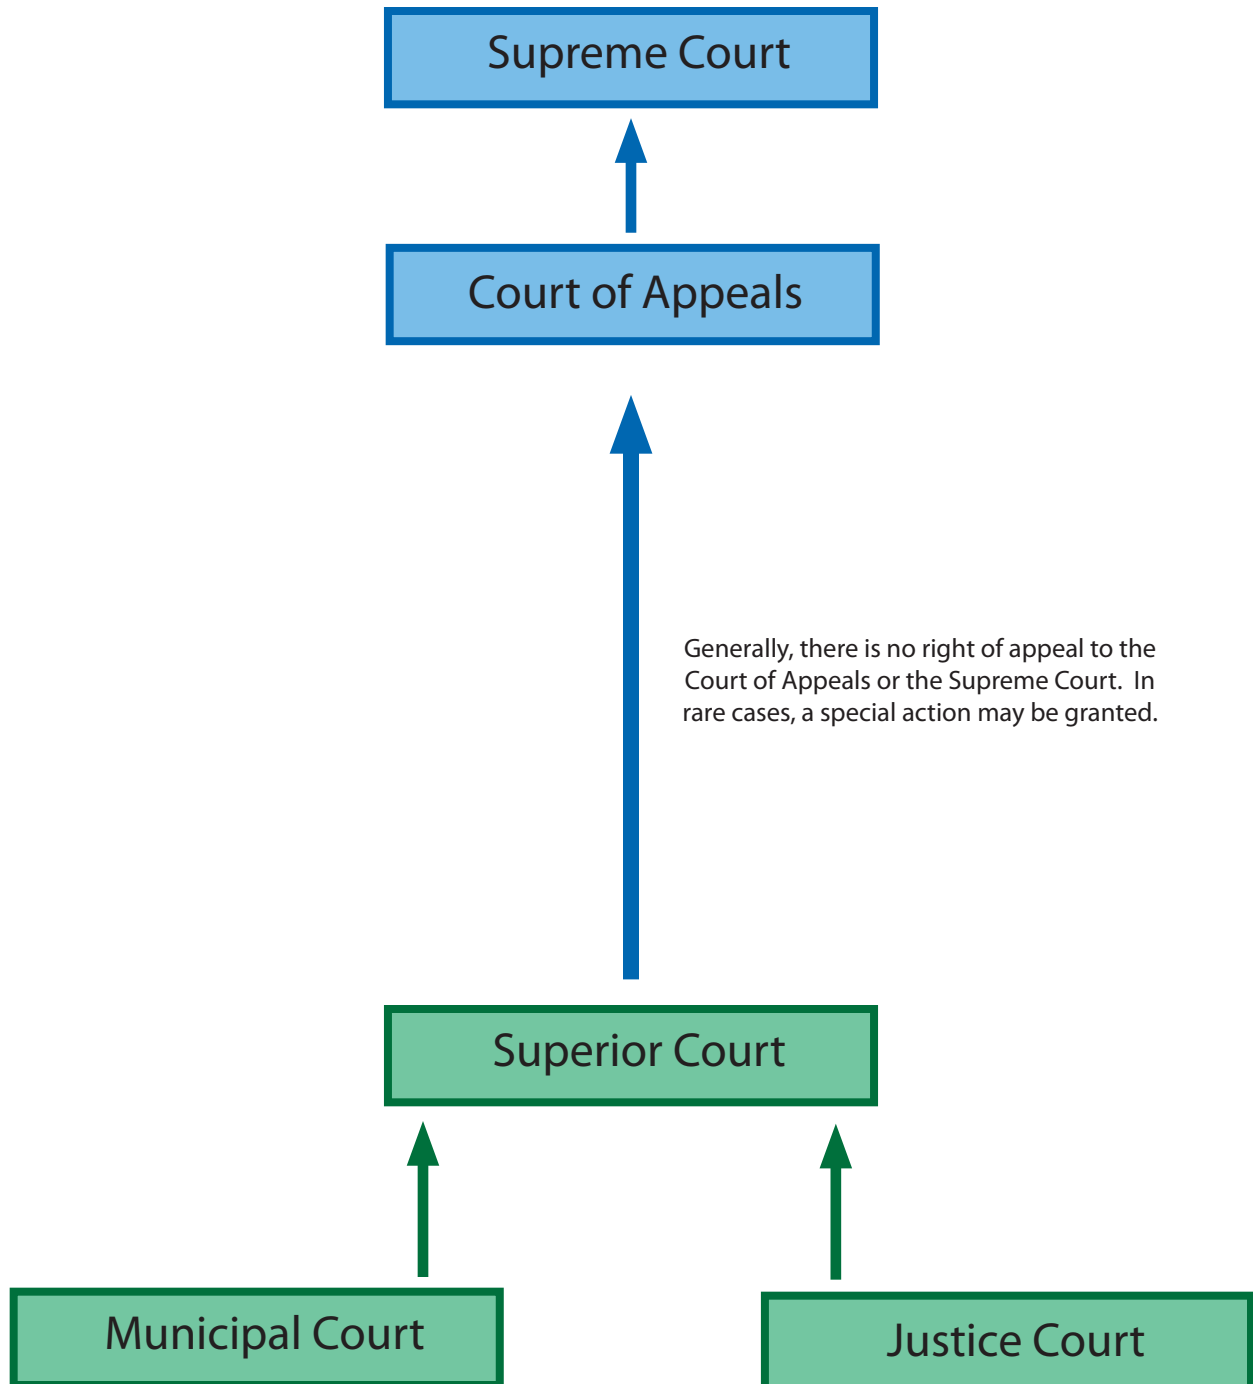 Supreme Court
Court of Appeals
Generally, there is no right of appeal to the
Court of Appeals or the Supreme Court.  In
rare cases, a special action may be granted.
Superior Court
Municipal Court
Justice Court